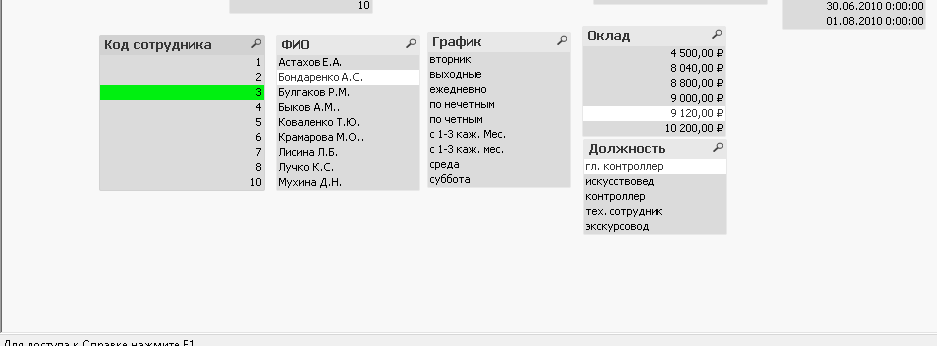 10
30.06.2010 0:00:00
01.08.2010 0:00:00
Код сотрудника
1
2
3
4
5
6
7
8
10
ФИО
Астахов Е.А.
Бондаренко А.С.
Булгаков Р.М.
Быков А.М..
Коваленко Т.Ю.
Крамарова М.О..
Лисина Л.Б.
Лучко К.С.
Мухина Д.Н.
График
вторник
выходные
ежедневно
по нечетным
по четным
с 1-3 каж. Мес.
с 1-3 каж. мес.
среда
суббота
Оклад
4 500,00 ₽
8 040,00 ₽
8 800,00 ₽
9 000,00 ₽
9 120,00 ₽
10 200,00 ₽
Должность
гл. контроллер
искусствовед
контроллер
тех. сотрудник
экскурсовод
Для доступа к Справке нажмите F1